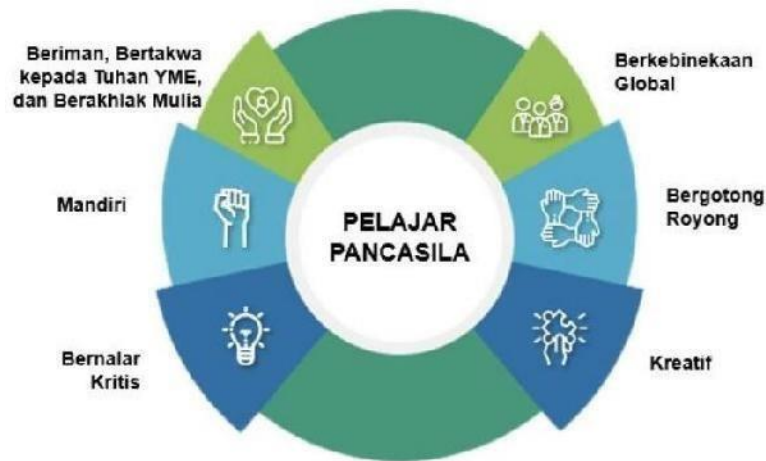 Beriman, Bertakwa
kepada Tuhan YME,
dan Berakhlak Mulia
Berkebinekaan
Global
Mandiri
PELAJAR
PANCASILA
Bergotong
Royong
Bernalar
Kritis
Kreatif